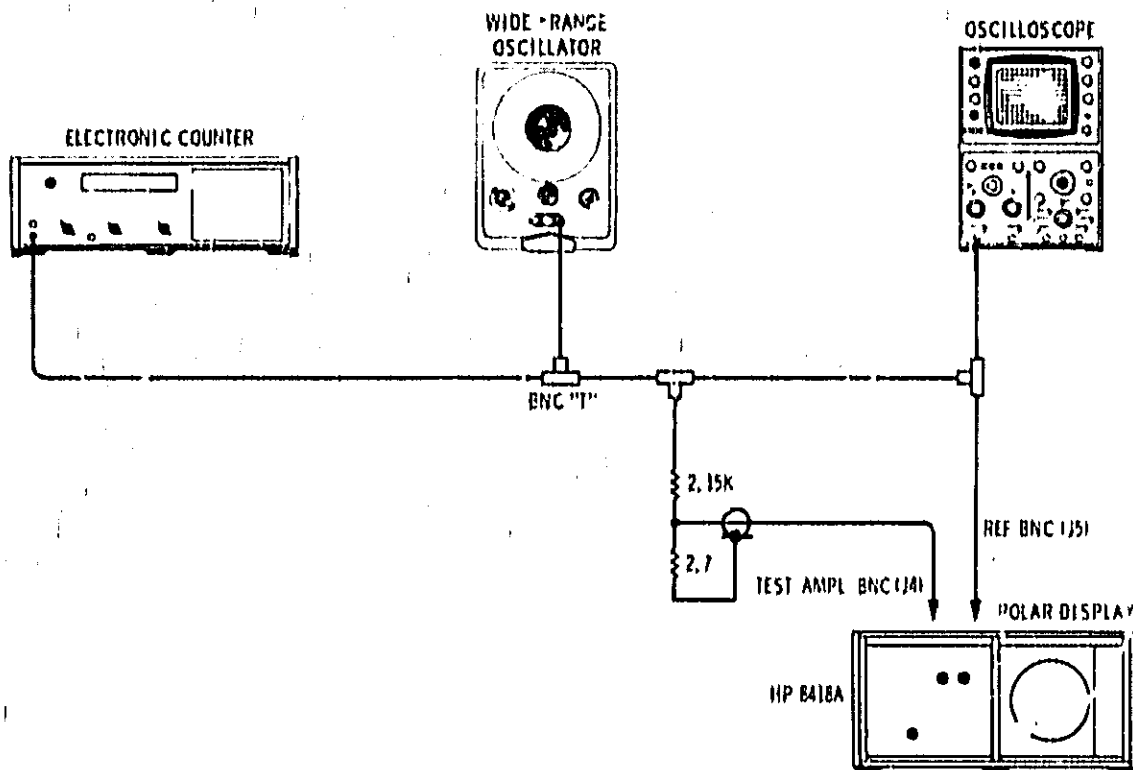 WIDE-RANGE
OSCILLATOR
OSCILLOSCOPE
ELECTRONIC COUNTER
BNC "T"
2.15K
2.7
REF BNC (J5)
TEST AMPL BNC (J4)
POLAR DISPLAY
HP 8418A